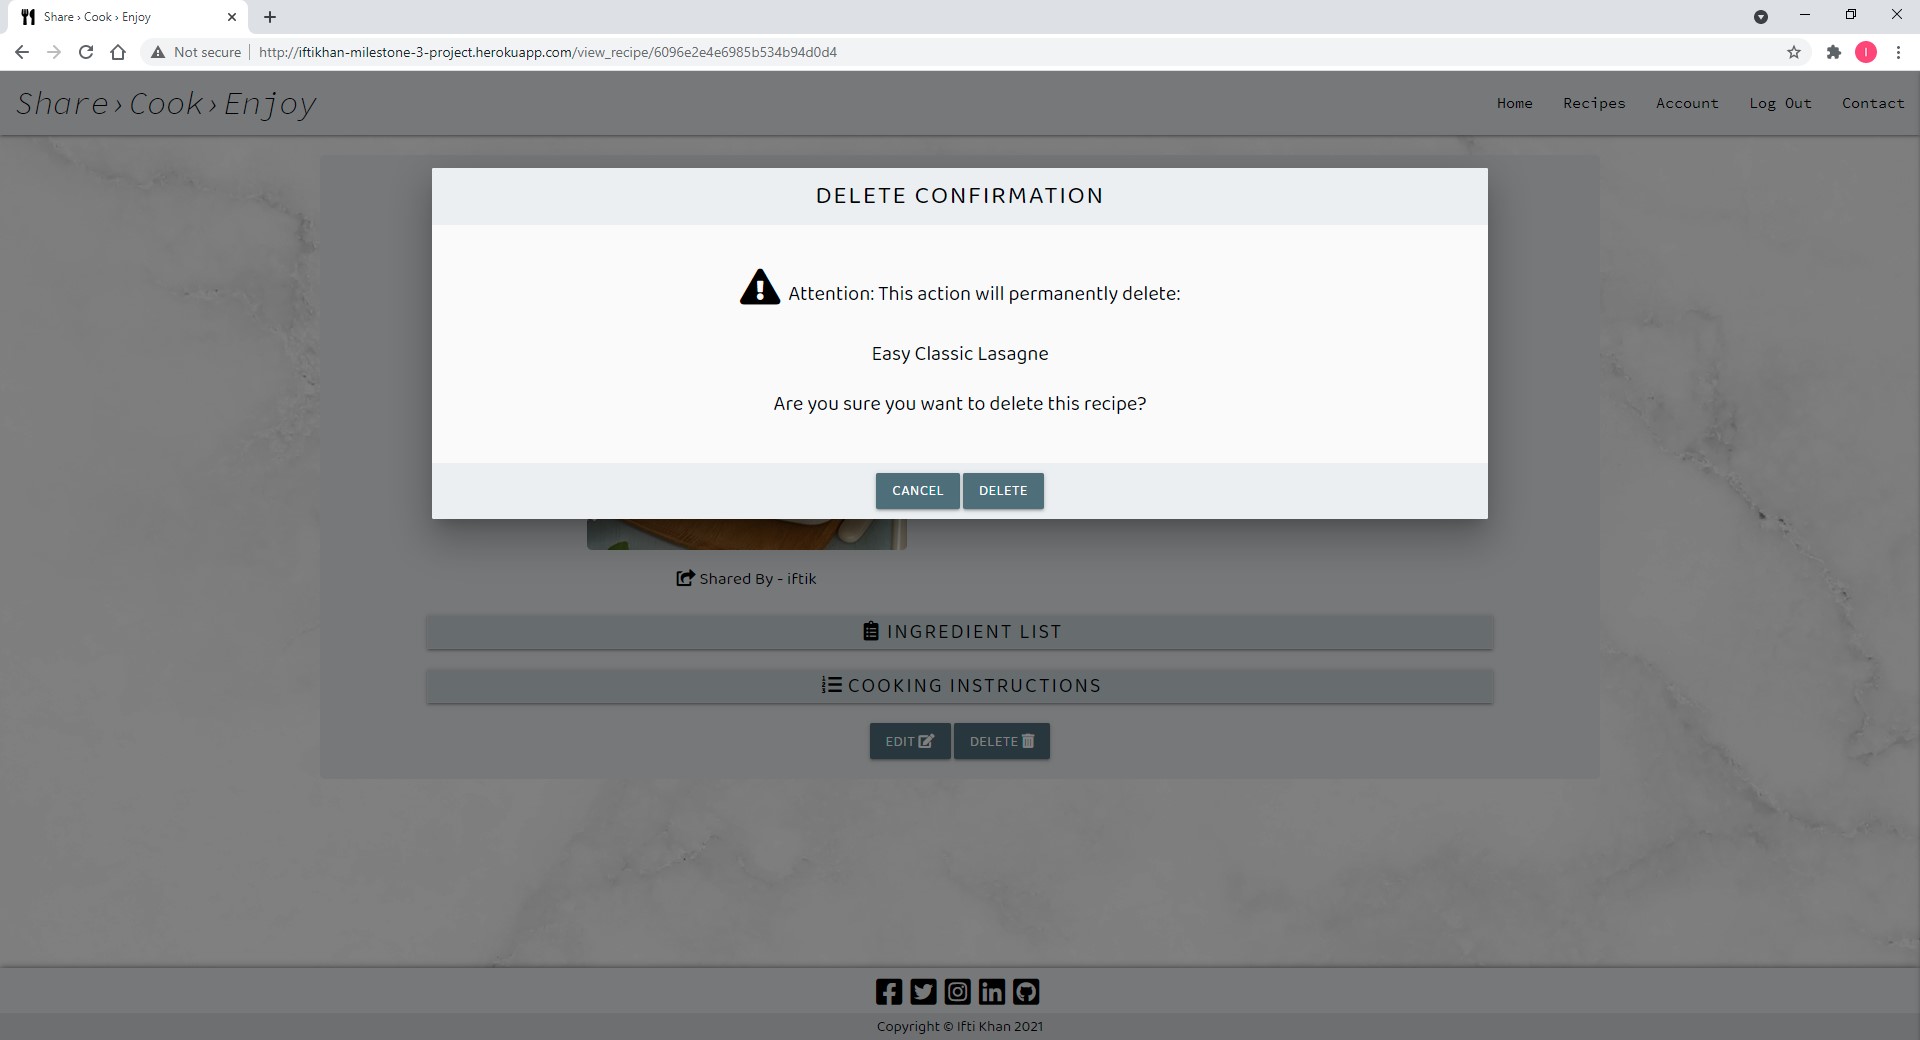 Share › Cook › Enjoy
Not secure
http://iftikhan-milestone-3-project.herokuapp.com/view_recipe/6096e2e4e6985b534b94d0d4
I
Share›Cook›Enjoy
Home
Recipes
Account
Log Out
Contact
DELETE CONFIRMATION
Attention: This action will permanently delete:
Easy Classic Lasagne
Are you sure you want to delete this recipe?
CANCEL
DELETE
Shared By - iftik
INGREDIENT LIST
COOKING INSTRUCTIONS
EDIT
DELETE
Copyright © Ifti Khan 2021